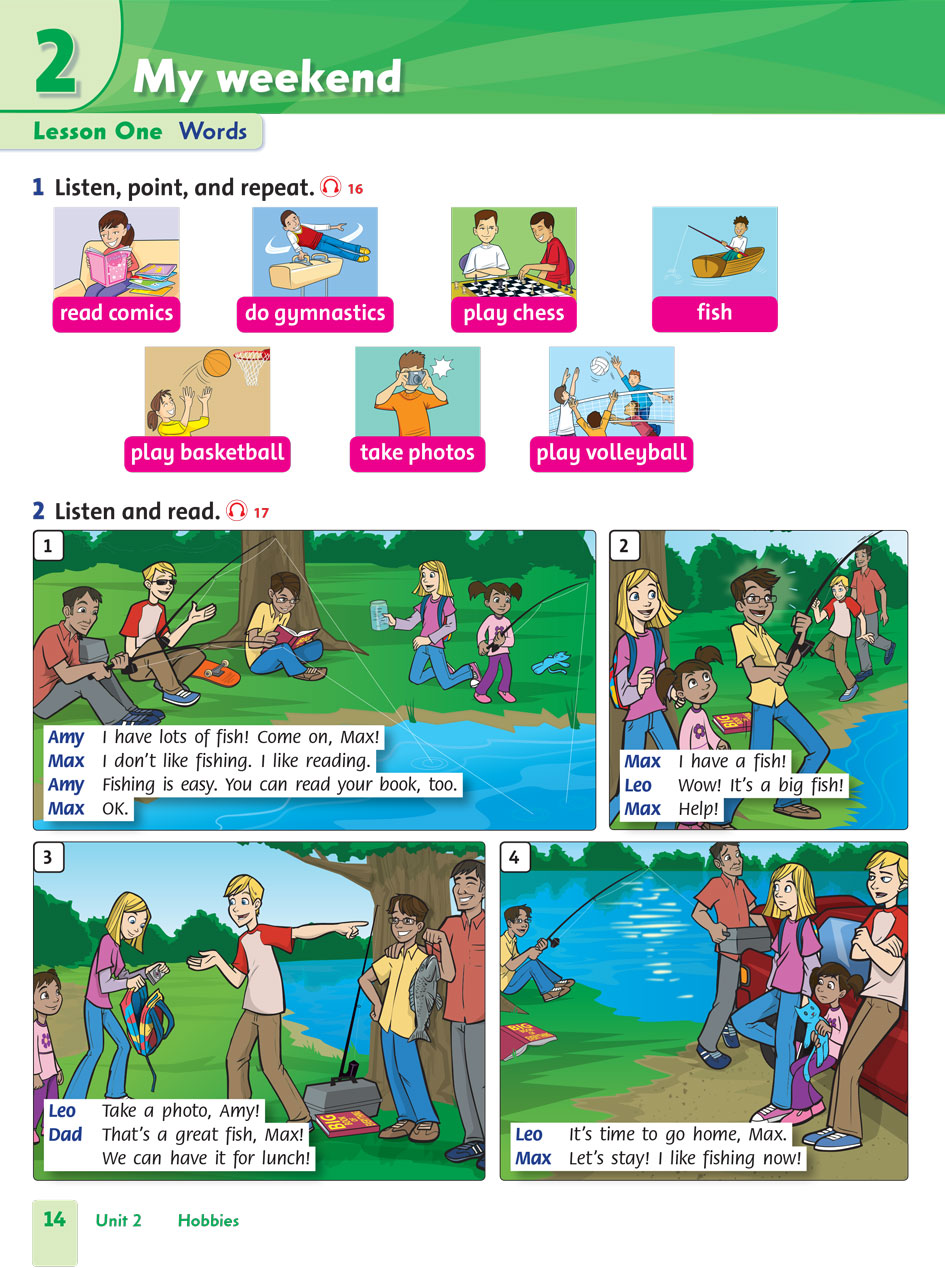 2
My weekend
Lesson One Words
1 Listen, point, and repeat. 16
read comics
do gymnastics
play chess
fish
play basketball
take photos
play volleyball
2 Listen and read. 17
1
Amy I have lots of fish! Come on, Max!
Max I don't like fishing. I like reading.
Amy Fishing is easy. You can read your book, too.
Max OK.
2
BIG
Max I have a fish!
Leo Wow! It's a big fish!
Max Help!
3
BIG
Leo Take a photo, Amy!
Dad That's a great fish, Max!
We can have it for lunch!
4
BIG
Leo It's time to go home, Max.
Max Let's stay! I like fishing now!
14 Unit 2 Hobbies